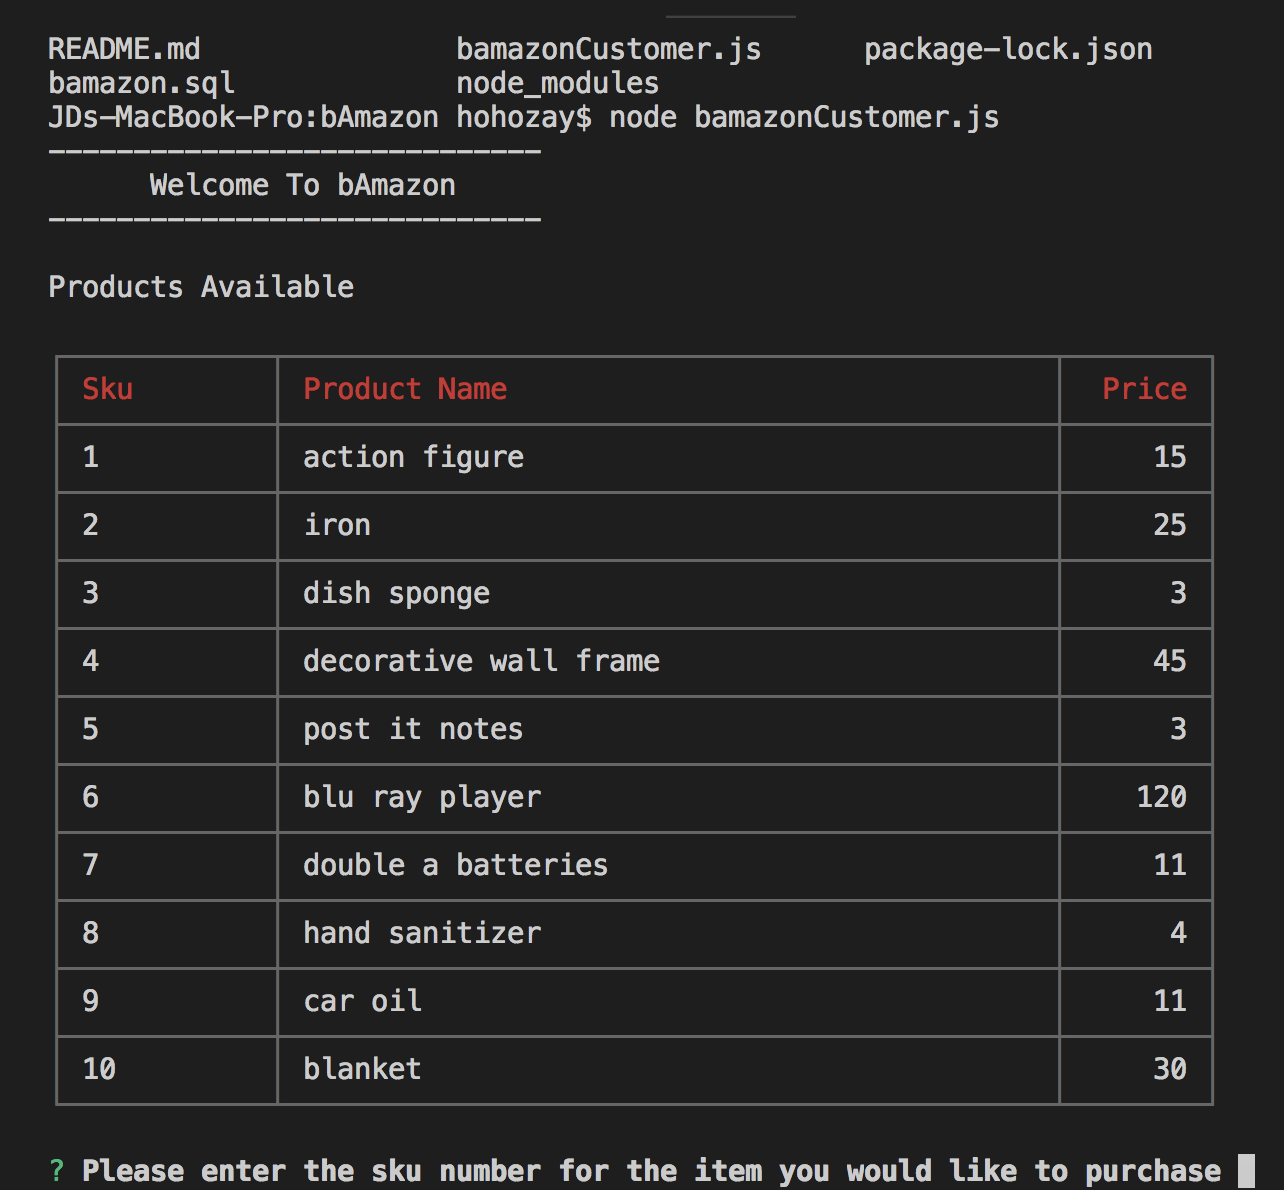 README.md bamazonCustomer.js package-lock.json
bamazon.sql node_modules
JDs-MacBook-Pro:bAmazon hohozay$ node bamazonCustomer.js
-----------------------------
Welcome To bAmazon
-----------------------------
Products Available
Sku Product Name Price
1 action figure 15
2 iron 25
3 dish sponge 3
4 decorative wall frame 45
5 post it notes 3
6 blu ray player 120
7 double a batteries 11
8 hand sanitizer 4
9 car oil 11
10 blanket 30
? Please enter the sku number for the item you would like to purchase